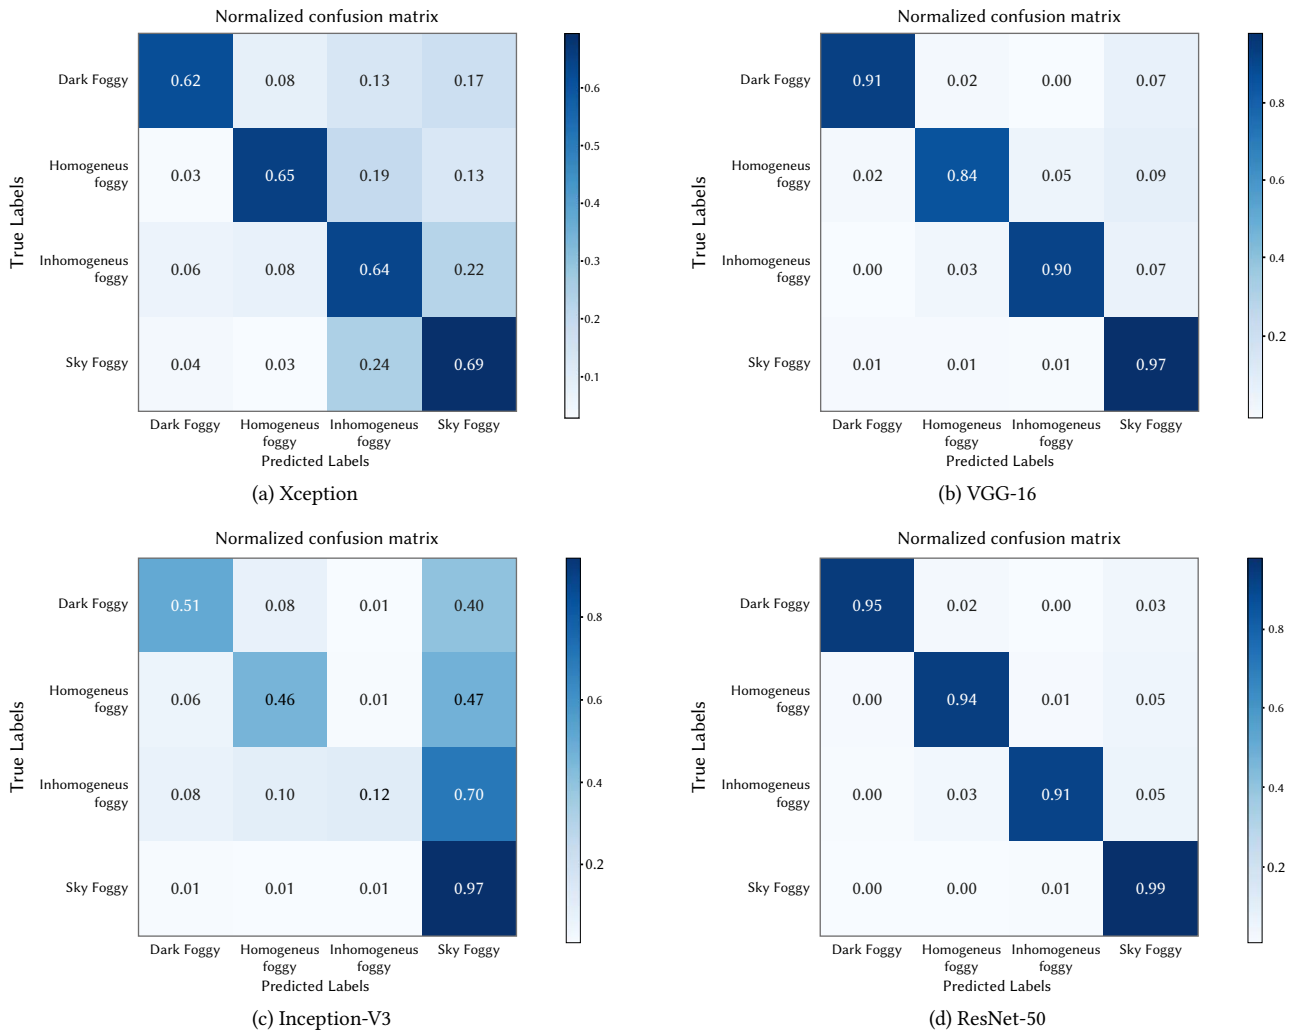 Normalized confusion matrix
True Labels
Dark Foggy
0.62 0.08 0.13 0.17
Homogeneus
foggy
0.03 0.65 0.19 0.13
Inhomogeneus
foggy
0.06 0.08 0.64 0.22
Sky Foggy
0.04 0.03 0.24 0.69
Dark Foggy Homogeneus Inhomogeneus Sky Foggy
foggy foggy
Predicted Labels
0.6
0.5
0.4
0.3
0.2
0.1
(a) Xception
Normalized confusion matrix
True Labels
Dark Foggy
0.91 0.02 0.00 0.07
Homogeneus
foggy
0.02 0.84 0.05 0.09
Inhomogeneus
foggy
0.00 0.03 0.90 0.07
Sky Foggy
0.01 0.01 0.01 0.97
Dark Foggy Homogeneus Inhomogeneus Sky Foggy
foggy foggy
Predicted Labels
0.8
0.6
0.4
0.2
(b) VGG-16
Normalized confusion matrix
True Labels
Dark Foggy
0.51 0.08 0.01 0.40
Homogeneus
foggy
0.06 0.46 0.01 0.47
Inhomogeneus
foggy
0.08 0.10 0.12 0.70
Sky Foggy
0.01 0.01 0.01 0.97
Dark Foggy Homogeneus Inhomogeneus Sky Foggy
foggy foggy
Predicted Labels
0.8
0.6
0.4
0.2
(c) Inception-V3
Normalized confusion matrix
True Labels
Dark Foggy
0.95 0.02 0.00 0.03
Homogeneus
foggy
0.00 0.94 0.01 0.05
Inhomogeneus
foggy
0.00 0.03 0.91 0.05
Sky Foggy
0.00 0.00 0.01 0.99
Dark Foggy Homogeneus Inhomogeneus Sky Foggy
foggy foggy
Predicted Labels
0.8
0.6
0.4
0.2
(d) ResNet-50